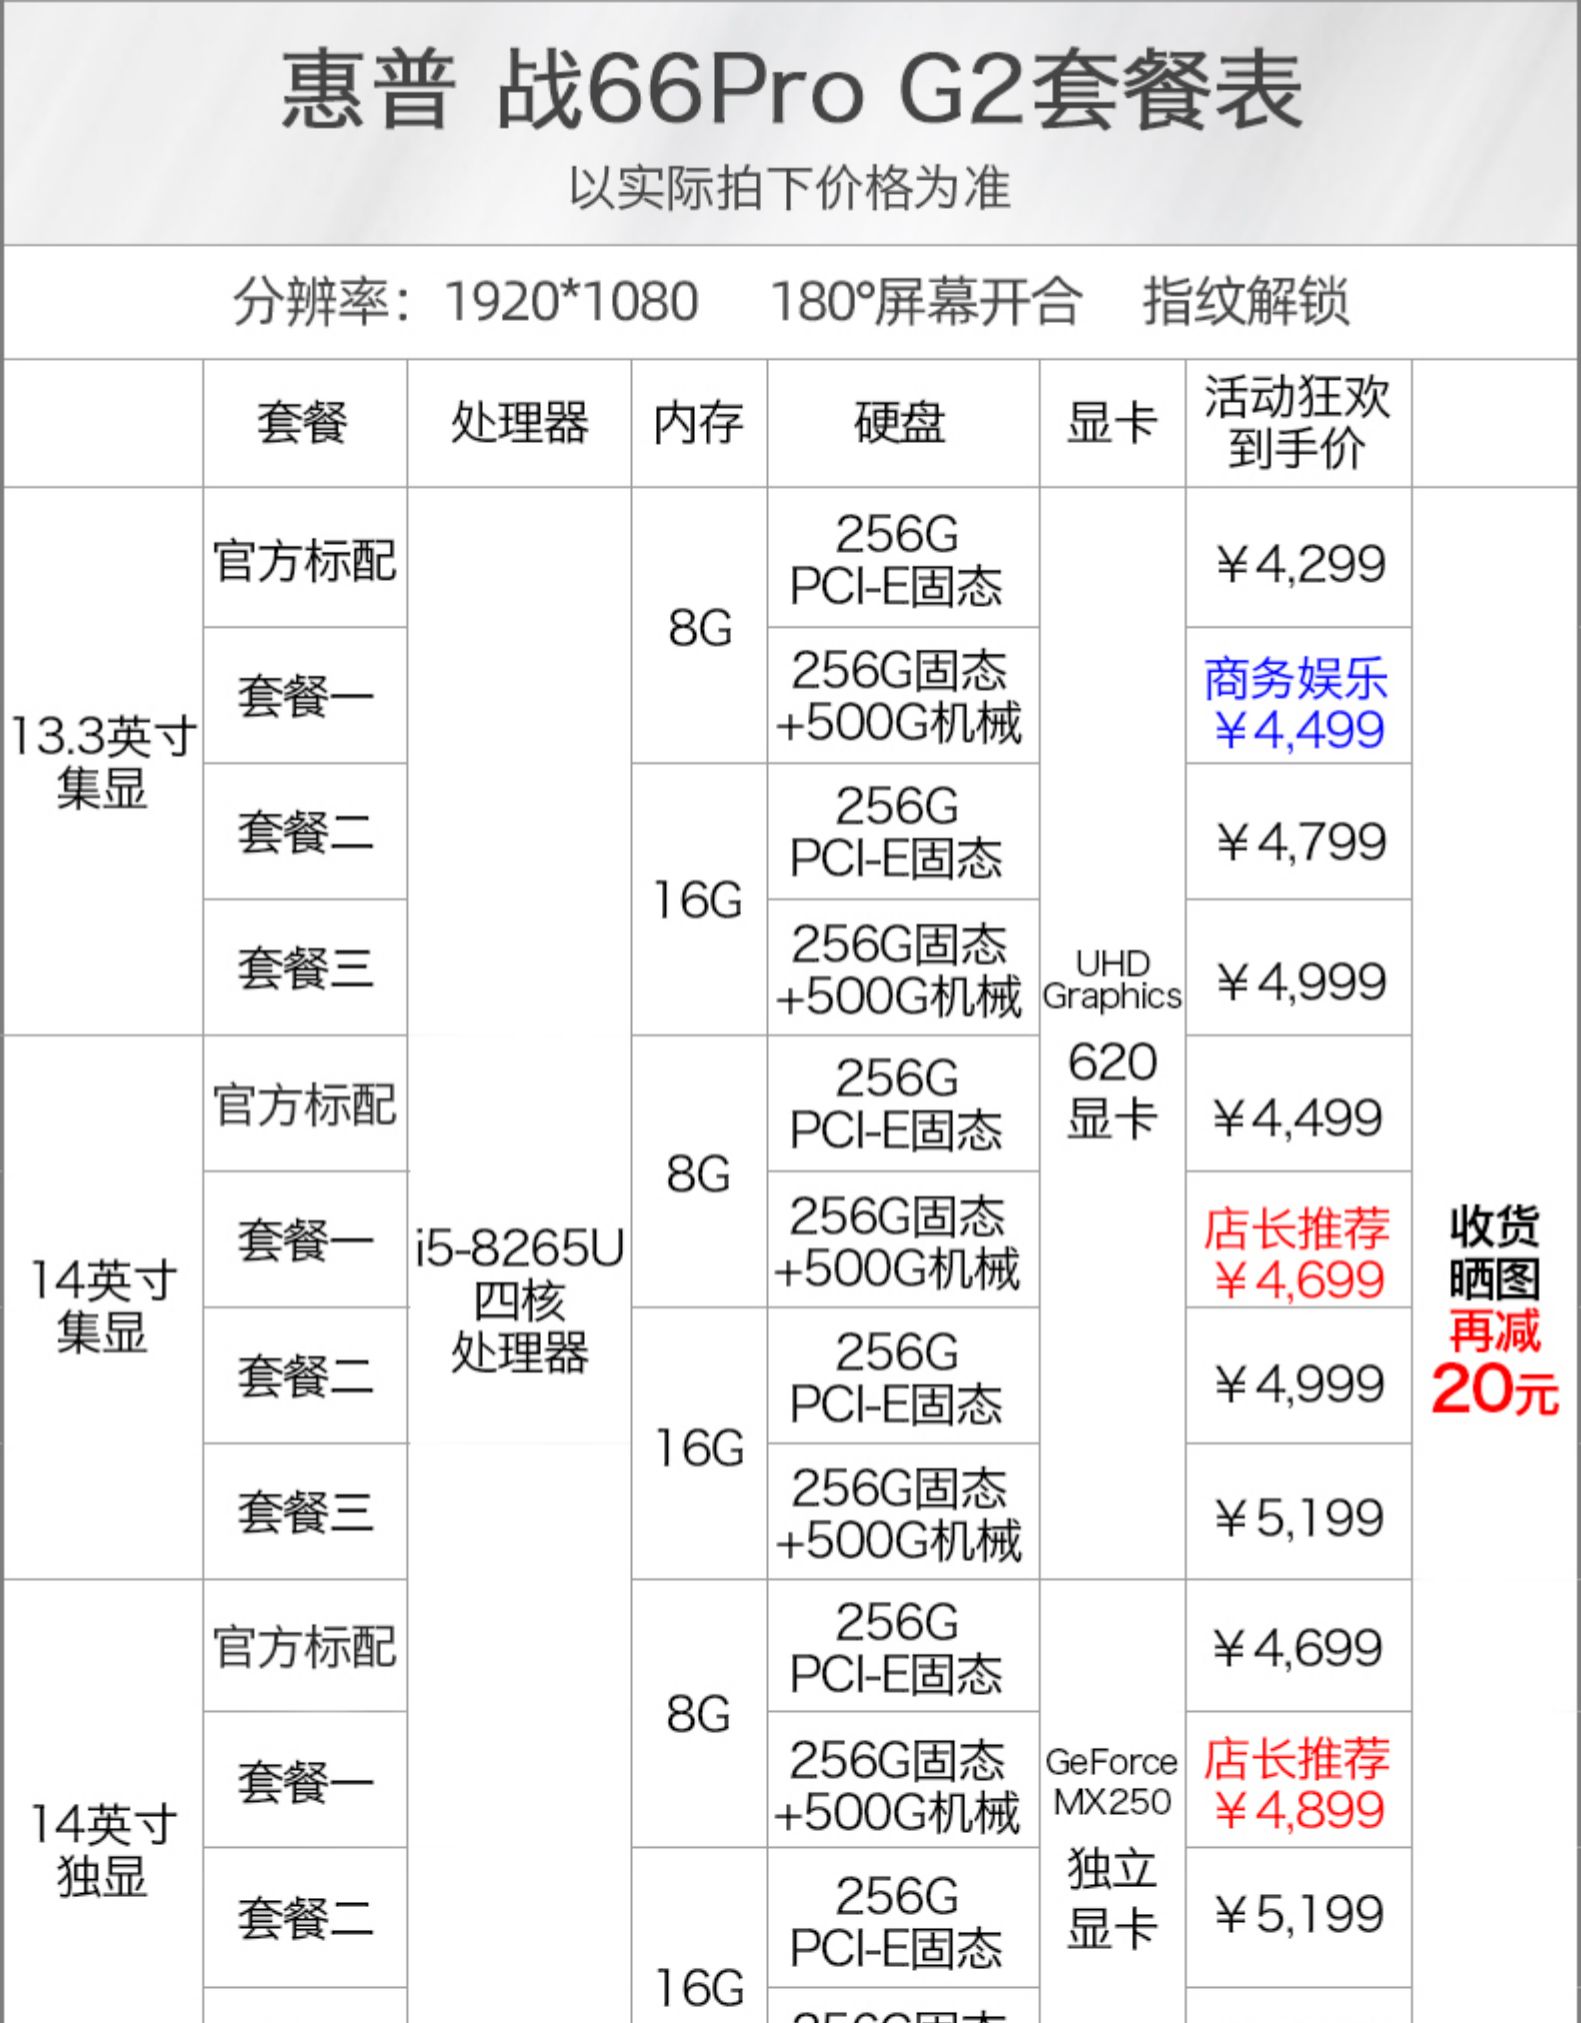 惠普 战66Pro G2套餐表
以实际拍下价格为准
分辨率：1920*1080 180°屏幕开合 指纹解锁
套餐
处理器
内存
硬盘
显卡
活动狂欢
到手价
13.3英寸
集显
官方标配
8G
256G
PCI-E固态
¥4,299
套餐一
256G固态
+500G机械
商务娱乐
¥4,499
套餐二
16G
256G
PCI-E固态
¥4,799
套餐三
256G固态
+500G机械
¥4,999
UHD
Graphics
620
显卡
14英寸
集显
官方标配
8G
256G
PCI-E固态
¥4,499
套餐一
256G固态
+500G机械
店长推荐
¥4,699
i5-8265U
四核
处理器
收货
晒图
再减
20元
套餐二
16G
256G
PCI-E固态
¥4,999
套餐三
256G固态
+500G机械
¥5,199
14英寸
独显
官方标配
8G
256G
PCI-E固态
¥4,699
套餐一
256G固态
+500G机械
GeForce
MX250
独立
显卡
店长推荐
¥4,899
套餐二
16G
256G
PCI-E固态
¥5,199
256G固态